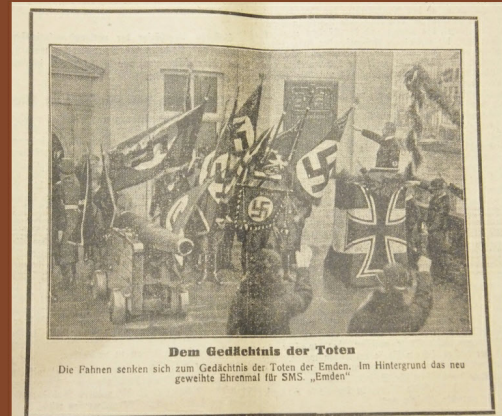 Dem Gedächtnis der Toten
Die Fahnen senken sich zum Gedächtnis der Toten der Emden. Im Hintergrund das neu
geweihte Ehrenmal für SMS. „Emden“